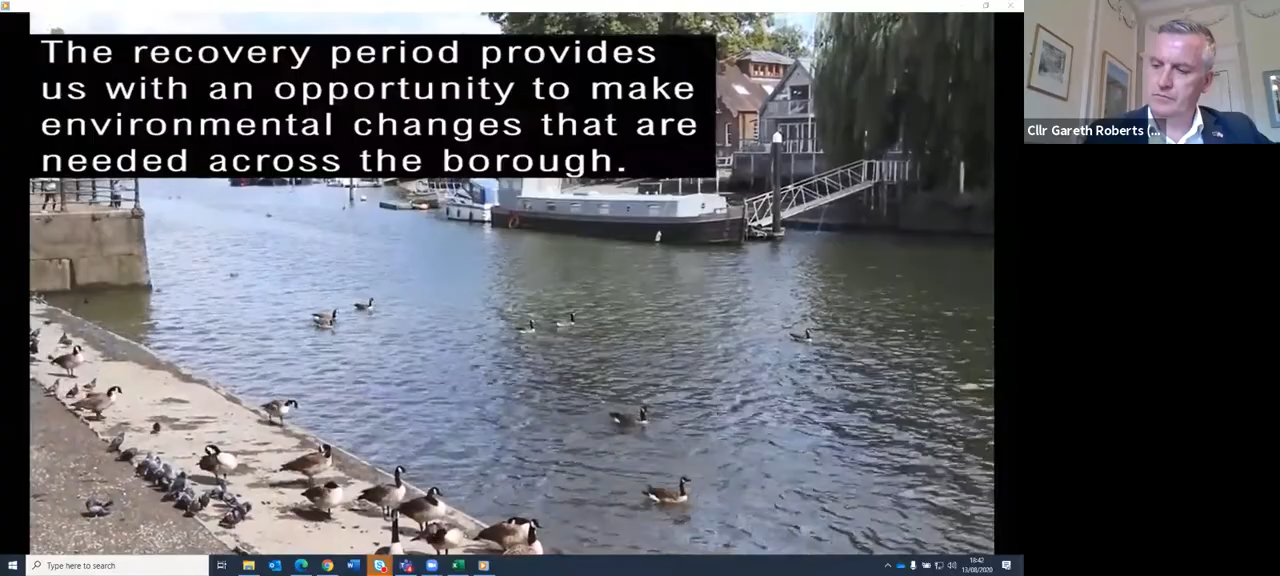 The recovery period provides
us with an opportunity to make
environmental changes that are
needed across the borough.
Cllr Gareth Roberts (...
Type here to search
18:42
13/08/2020